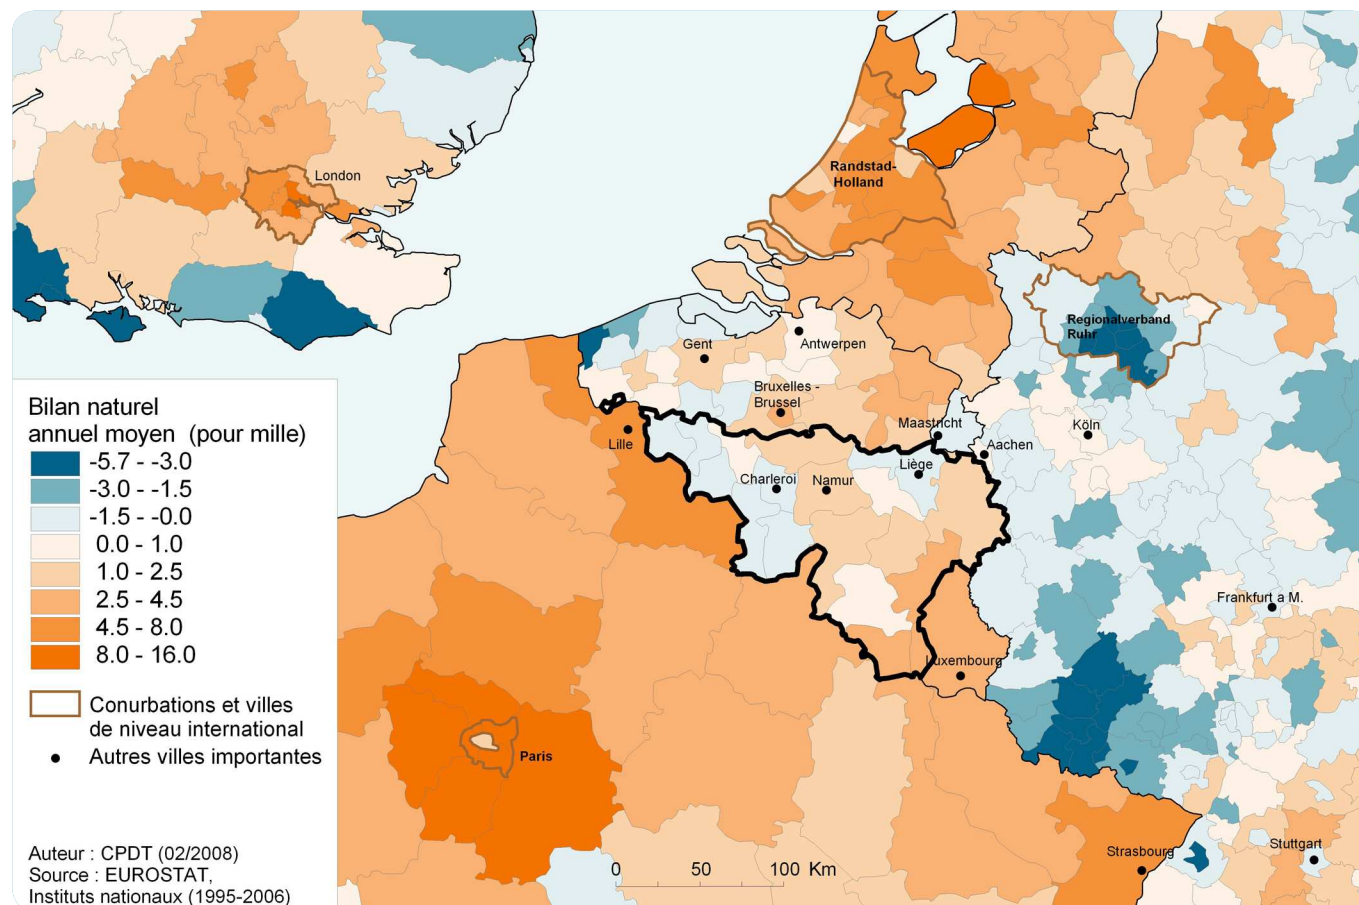 London
Randstad-
Holland
Regionalverband
Ruhr
Gent
Antwerpen
Bruxelles -
Brussel
Maastricht
Aachen
Köln
Lille
Liège
Charleroi
Namur
Frankfurt a M.
Luxembourg
Paris
Strasbourg
Stuttgart
Bilan naturel
annuel moyen (pour mille)
-5.7 - -3.0
-3.0 - -1.5
-1.5 - -0.0
0.0 - 1.0
1.0 - 2.5
2.5 - 4.5
4.5 - 8.0
8.0 - 16.0
Conurbations et villes
de niveau international
Autres villes importantes
Auteur : CPDT (02/2008)
Source : EUROSTAT,
Instituts nationaux (1995-2006)
0 50 100 Km